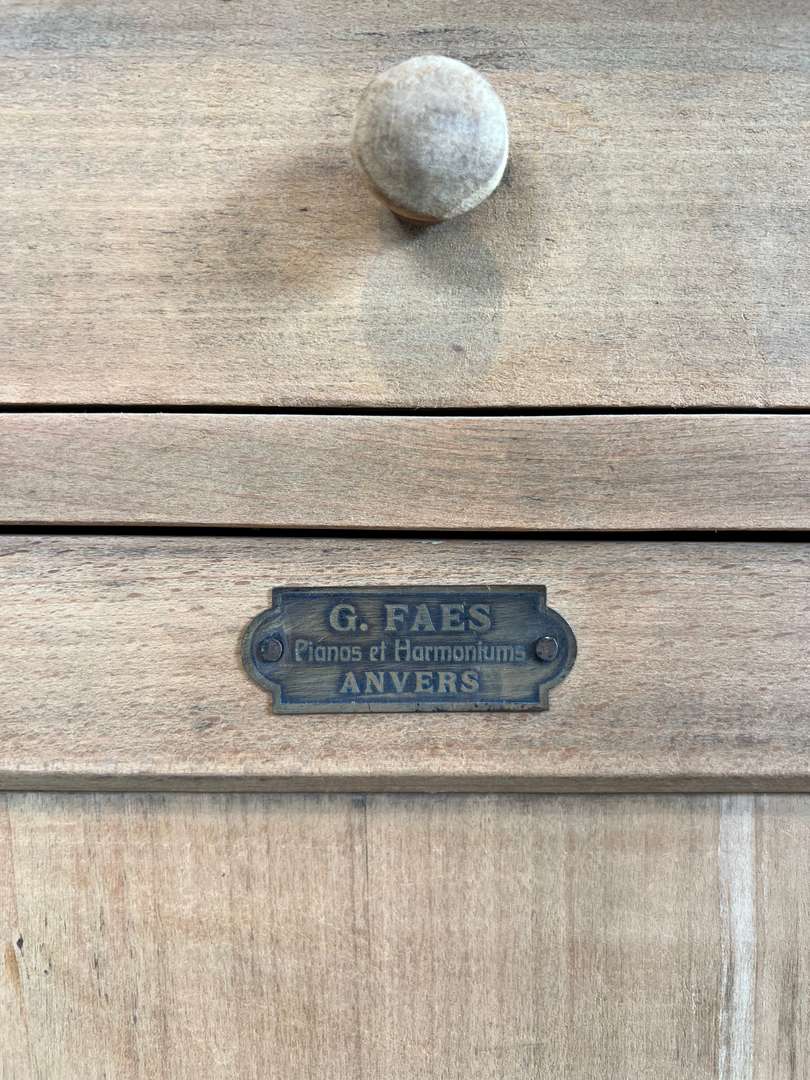 G. FAES
Pianos et Harmoniums
ANVERS